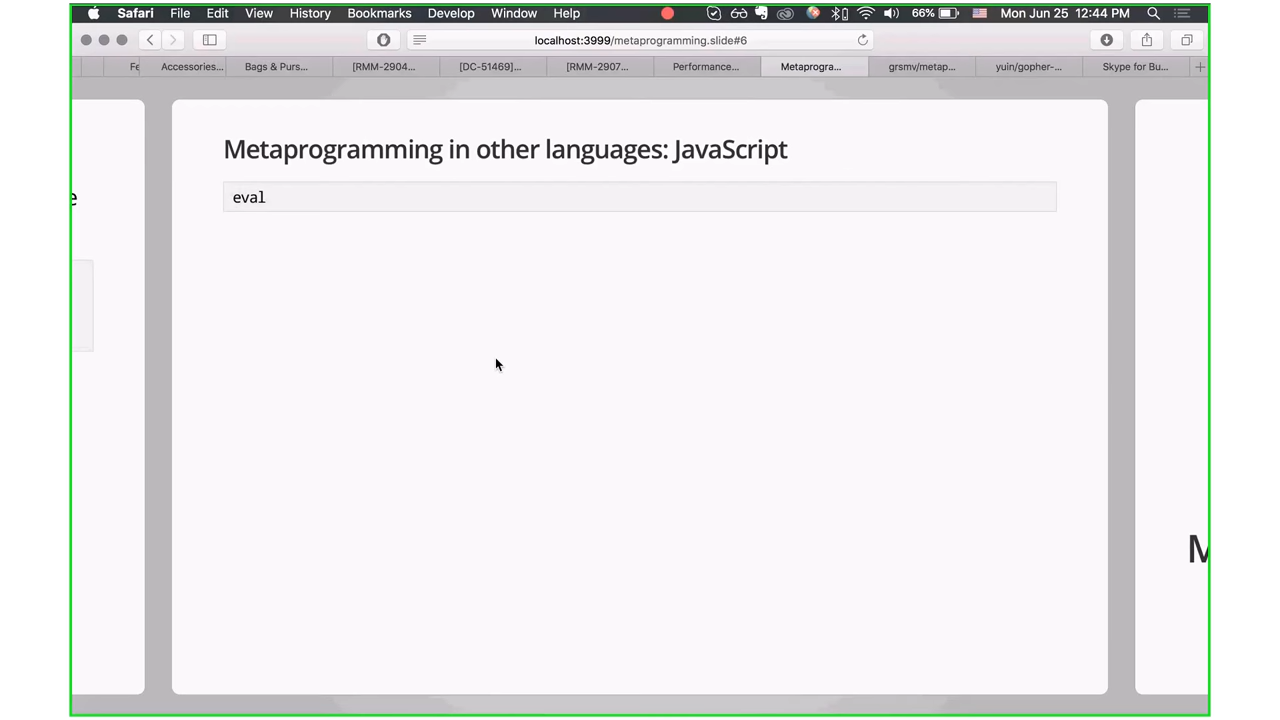 Safari File Edit View History Bookmarks Develop Window Help 66% Mon Jun 25 12:44 PM
localhost:3999/metaprogramming.slide#6
Fe Accessories... Bags & Purs... [RMM-2904... [DC-51469]... [RMM-2907... Performance... Metaprogra... grsmv/metap... yuin/gopher-... Skype for Bu... +
Metaprogramming in other languages: JavaScript
e
eval
M